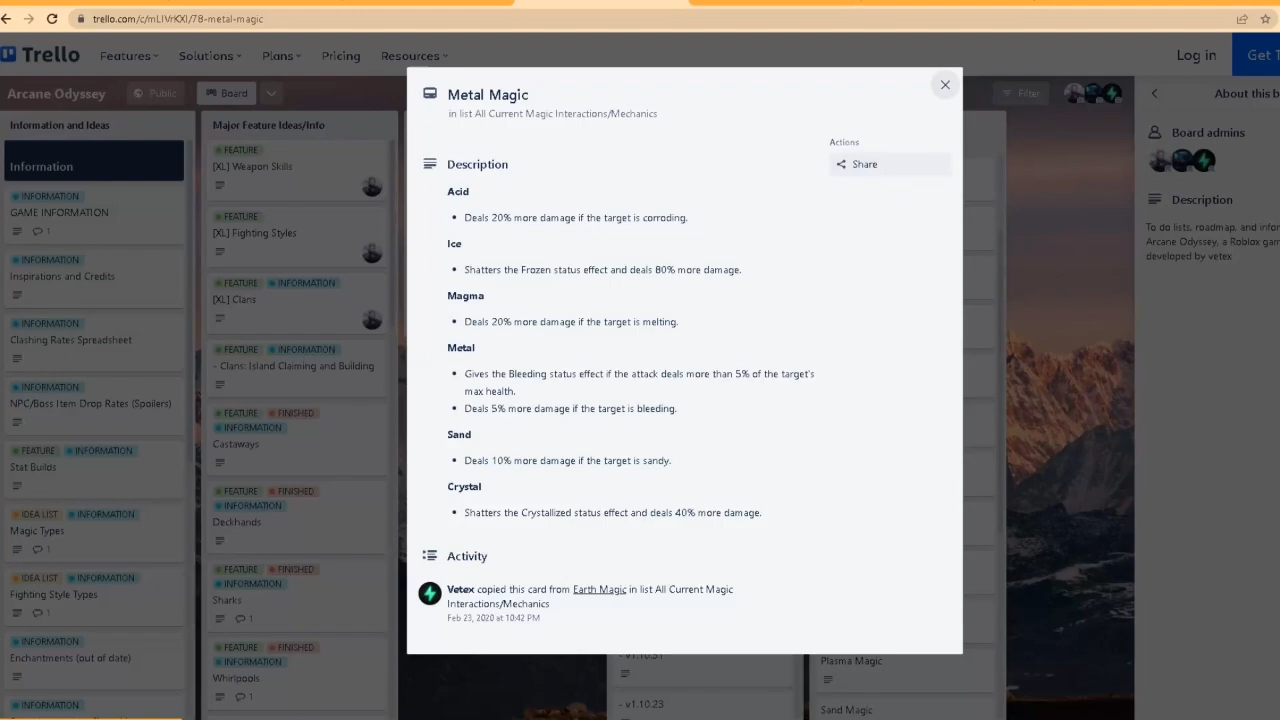 trello.com/c/mLIVrKXl/78-metal-magic
Trello
Features
Solutions
Plans
Pricing
Resources
Log in
Get
Arcane Odyssey
Public
Board
Filter
About this b
Information and Ideas
Information
INFORMATION
GAME INFORMATION
1
INFORMATION
Inspirations and Credits
INFORMATION
Clashing Rates Spreadsheet
INFORMATION
NPC/Boss Item Drop Rates (Spoilers)
FEATURE INFORMATION
Stat Builds
IDEA LIST INFORMATION
Magic Types
1
IDEA LIST INFORMATION
Fighting Style Types
1
INFORMATION
Enchantments (out of date)
Major Feature Ideas/Info
FEATURE
[XL] Weapon Skills
FEATURE
[XL] Fighting Styles
FEATURE INFORMATION
[XL] Clans
FEATURE INFORMATION
- Clans: Island Claiming and Building
FEATURE FINISHED
INFORMATION
Castaways
FEATURE FINISHED
INFORMATION
Deckhands
FEATURE FINISHED
INFORMATION
Sharks
1
FEATURE FINISHED
INFORMATION
Whirlpools
1
Metal Magic
in list All Current Magic Interactions/Mechanics
Actions
Share
Description
Acid
• Deals 20% more damage if the target is corroding.
Ice
• Shatters the Frozen status effect and deals 80% more damage.
Magma
• Deals 20% more damage if the target is melting.
Metal
• Gives the Bleeding status effect if the attack deals more than 5% of the target's
max health.
• Deals 5% more damage if the target is bleeding.
Sand
• Deals 10% more damage if the target is sandy.
Crystal
• Shatters the Crystallized status effect and deals 40% more damage.
Activity
Vetex copied this card from Earth Magic in list All Current Magic
Interactions/Mechanics
Feb 23, 2020 at 10:42 PM
- v1.10.23
Plasma Magic
Sand Magic
Board admins
Description
To do lists, roadmap, and infor
Arcane Odyssey, a Roblox gam
developed by vetex